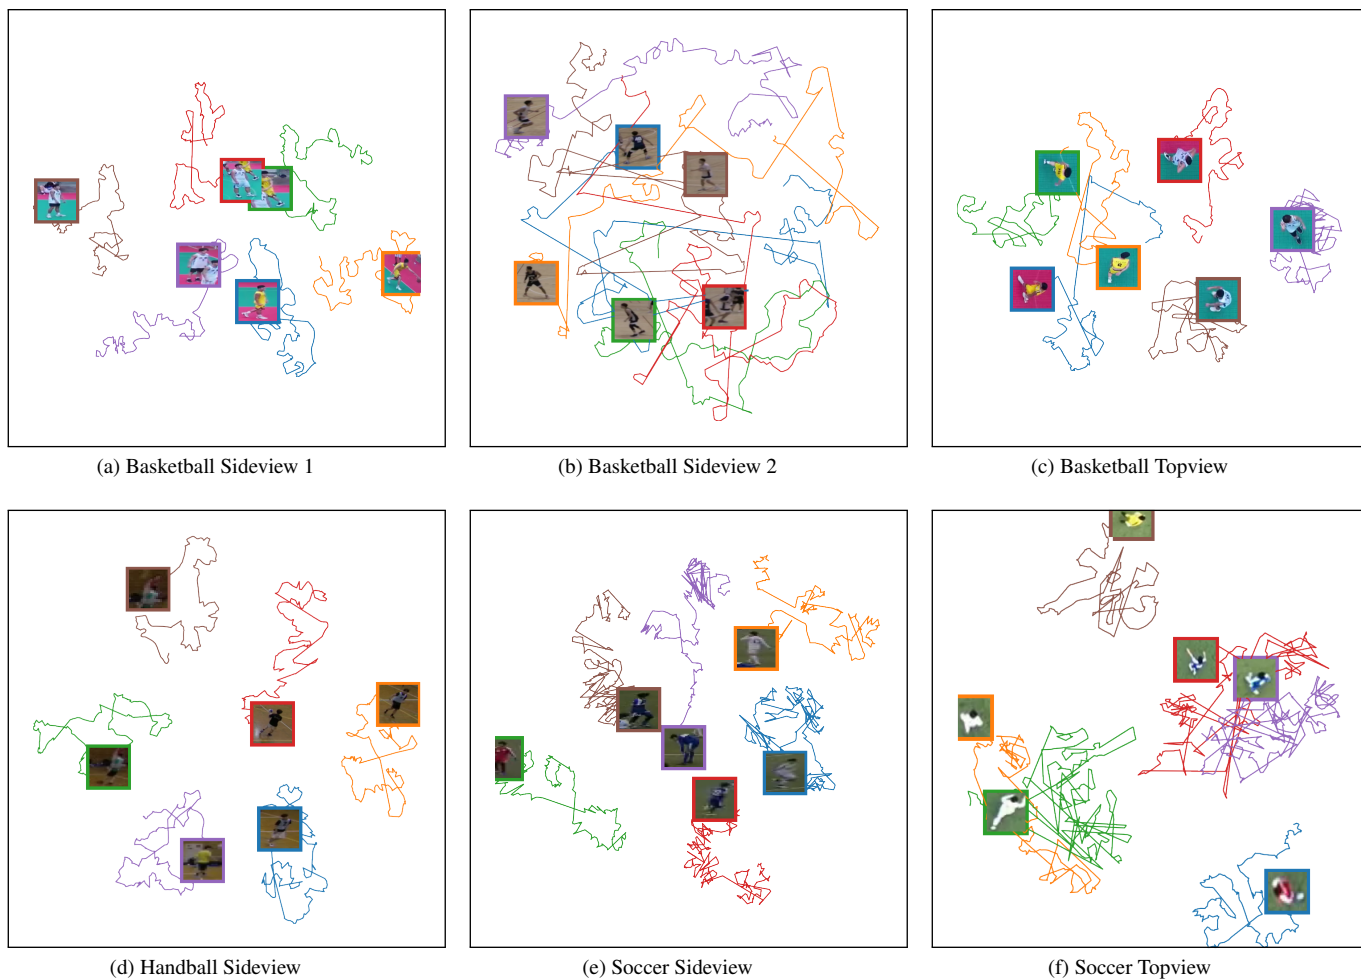 (a) Basketball Sideview 1
(b) Basketball Sideview 2
(c) Basketball Topview
(d) Handball Sideview
(e) Soccer Sideview
(f) Soccer Topview